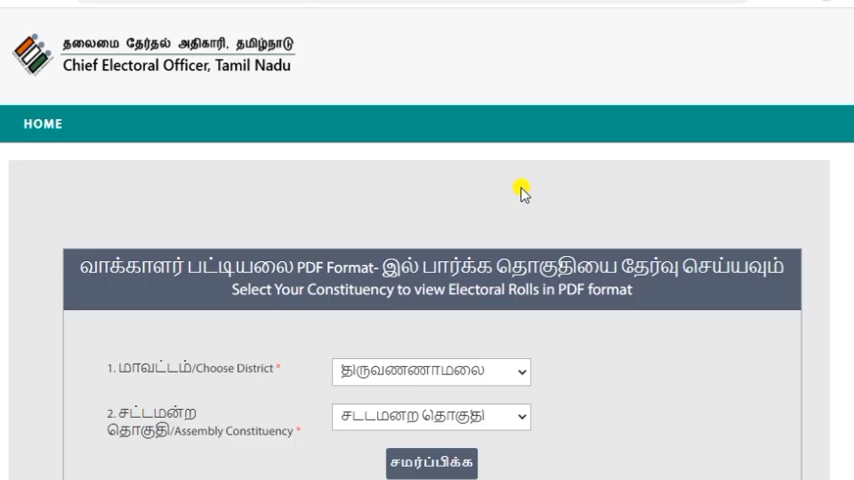 தலைமை தேர்தல் அதிகாரி, தமிழ்நாடு
Chief Electoral Officer, Tamil Nadu
HOME
வாக்காளர் பட்டியலை PDF Format- இல் பார்க்க தொகுதியை தேர்வு செய்யவும்
Select Your Constituency to view Electoral Rolls in PDF format
1. மாவட்டம்/Choose District *
திருவண்ணாமலை
2. சட்டமன்ற
தொகுதி/Assembly Constituency *
சட்டமன்ற தொகுதி
சமர்ப்பிக்க